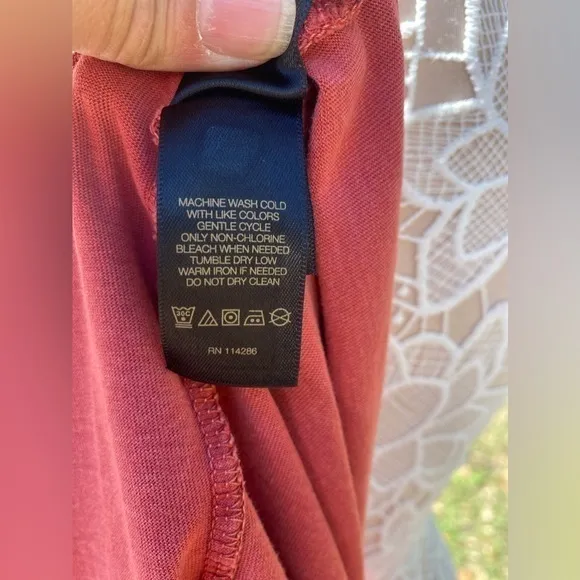 MACHINE WASH COLD
WITH LIKE COLORS
GENTLE CYCLE
ONLY NON-CHLORINE
BLEACH WHEN NEEDED
TUMBLE DRY LOW
WARM IRON IF NEEDED
DO NOT DRY CLEAN
30C
RN 114286